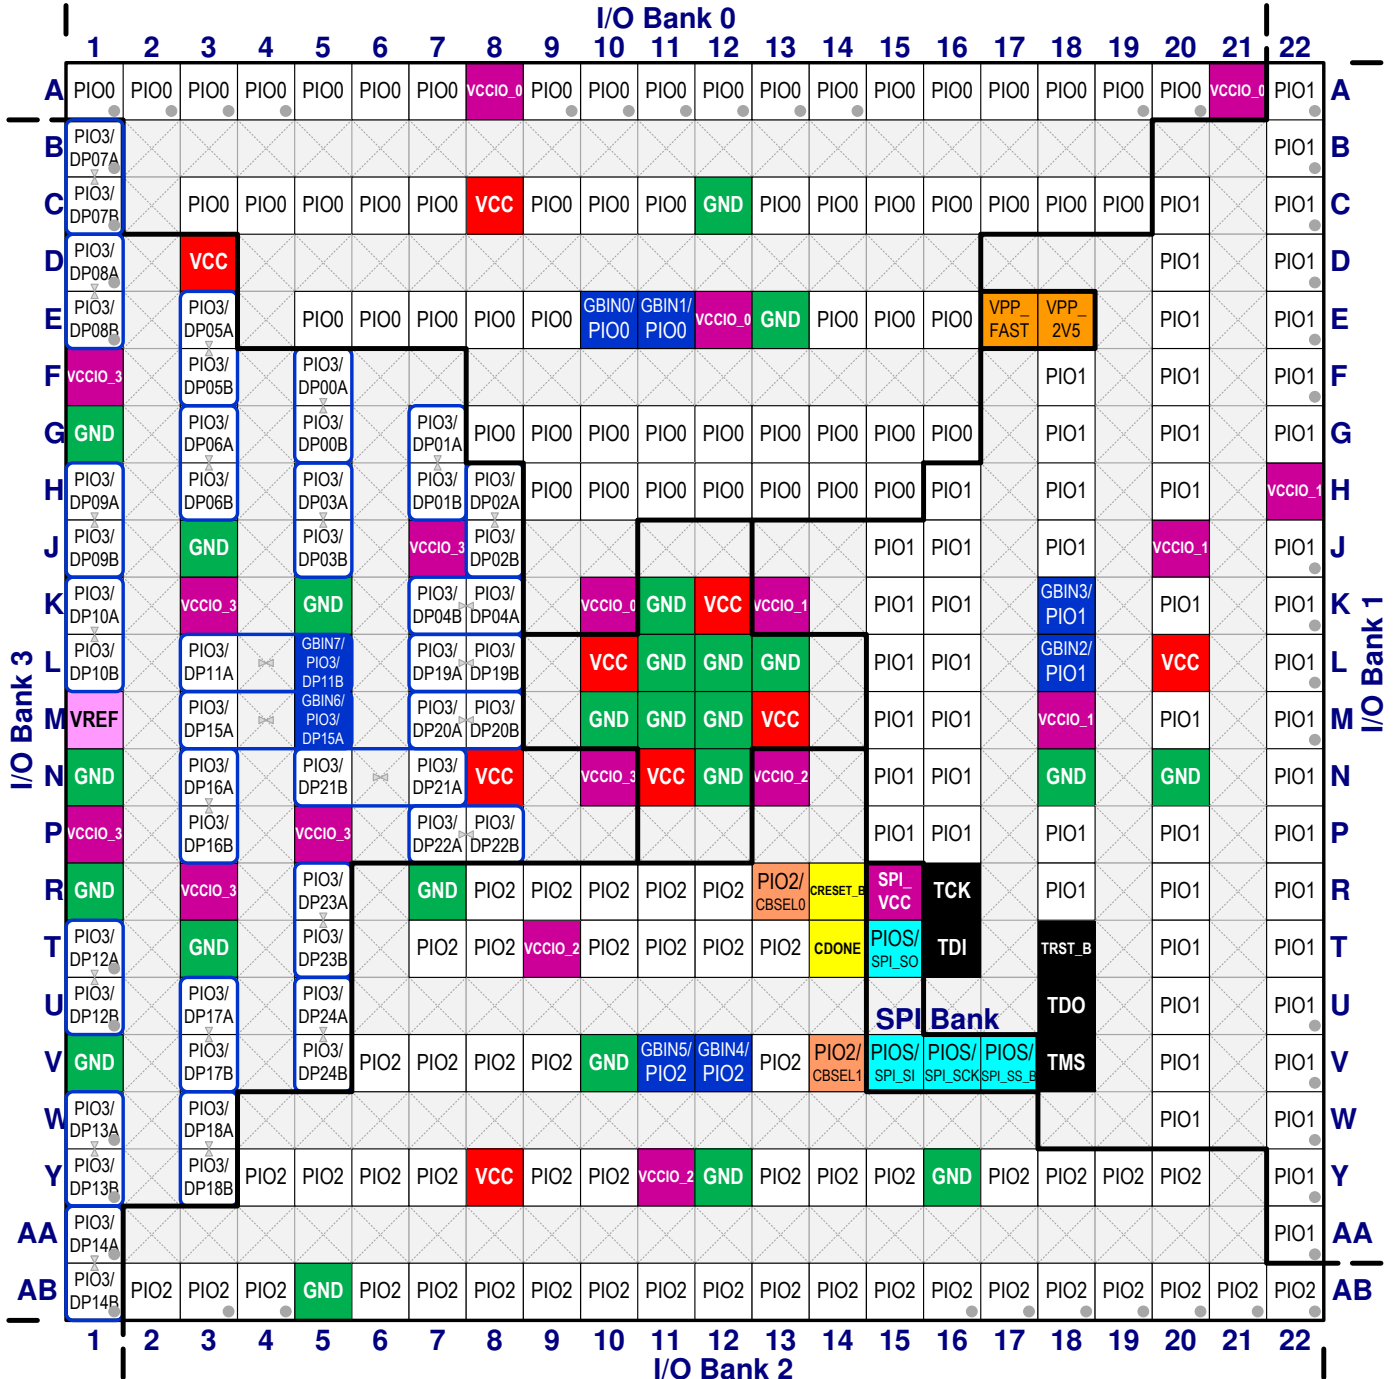 I/O Bank 0
1 2 3 4 5 6 7 8 9 10 11 12 13 14 15 16 17 18 19 20 21 22
A PIO0 PIO0 PIO0 PIO0 PIO0 PIO0 PIO0 VCCIO_0 PIO0 PIO0 PIO0 PIO0 PIO0 PIO0 PIO0 PIO0 PIO0 PIO0 PIO0 PIO0 VCCIO_0 PIO1 A
B PIO3/DP07A PIO1 B
C PIO3/DP07B PIO0 PIO0 PIO0 PIO0 PIO0 VCC PIO0 PIO0 PIO0 GND PIO0 PIO0 PIO0 PIO0 PIO0 PIO0 PIO0 PIO1 PIO1 C
D PIO3/DP08A VCC PIO1 PIO1 D
E PIO3/DP08B PIO3/DP05A PIO0 PIO0 PIO0 PIO0 PIO0 GBIN0/PIO0 GBIN1/PIO0 VCCIO_0 GND PIO0 PIO0 PIO0 VPP_FAST VPP_2V5 PIO1 PIO1 E
F VCCIO_3 PIO3/DP05B PIO3/DP00A PIO1 PIO1 PIO1 F
G GND PIO3/DP06A PIO3/DP00B PIO3/DP01A PIO0 PIO0 PIO0 PIO0 PIO0 PIO0 PIO0 PIO0 PIO0 PIO1 PIO1 PIO1 G
H PIO3/DP09A PIO3/DP06B PIO3/DP03A PIO3/DP01B PIO3/DP02A PIO0 PIO0 PIO0 PIO0 PIO0 PIO0 PIO0 PIO1 PIO1 PIO1 VCCIO_1 H
J PIO3/DP09B GND PIO3/DP03B VCCIO_3 PIO3/DP02B PIO1 PIO1 PIO1 VCCIO_1 PIO1 J
K PIO3/DP10A VCCIO_3 GND PIO3/DP04B PIO3/DP04A VCCIO_0 GND VCC VCCIO_1 PIO1 PIO1 GBIN3/PIO1 PIO1 PIO1 K
L PIO3/DP10B PIO3/DP11A GBIN7/PIO3/DP11B PIO3/DP19A PIO3/DP19B VCC GND GND GND PIO1 PIO1 GBIN2/PIO1 VCC PIO1 L
I/O Bank 3
I/O Bank 1
M VREF PIO3/DP15A GBIN6/PIO3/DP15A PIO3/DP20A PIO3/DP20B GND GND GND VCC PIO1 PIO1 VCCIO_1 PIO1 PIO1 M
N GND PIO3/DP16A PIO3/DP21B PIO3/DP21A VCC VCCIO_3 VCC GND VCCIO_2 PIO1 PIO1 GND GND PIO1 N
P VCCIO_3 PIO3/DP16B VCCIO_3 PIO3/DP22A PIO3/DP22B PIO1 PIO1 PIO1 PIO1 PIO1 P
R GND VCCIO_3 PIO3/DP23A GND PIO2 PIO2 PIO2 PIO2 PIO2 PIO2/CBSEL0 CRESET_B SPI_VCC TCK PIO1 PIO1 PIO1 R
T PIO3/DP12A GND PIO3/DP23B PIO2 PIO2 VCCIO_2 PIO2 PIO2 PIO2 PIO2 CDONE PIOS/SPI_SO TDI TRST_B PIO1 PIO1 T
U PIO3/DP12B PIO3/DP17A PIO3/DP24A SPI Bank TDO PIO1 PIO1 U
V GND PIO3/DP17B PIO3/DP24B PIO2 PIO2 PIO2 PIO2 GND GBIN5/PIO2 GBIN4/PIO2 PIO2 PIO2/CBSEL1 PIOS/SPI_SI PIOS/SPI_SCK PIOS/SPI_SS_B TMS PIO1 PIO1 V
W PIO3/DP13A PIO3/DP18A PIO1 PIO1 W
Y PIO3/DP13B PIO3/DP18B PIO2 PIO2 PIO2 PIO2 VCC PIO2 PIO2 VCCIO_2 GND PIO2 PIO2 PIO2 GND PIO2 PIO2 PIO2 PIO2 PIO1 Y
AA PIO3/DP14A PIO1 AA
AB PIO3/DP14B PIO2 PIO2 PIO2 GND PIO2 PIO2 PIO2 PIO2 PIO2 PIO2 PIO2 PIO2 PIO2 PIO2 PIO2 PIO2 PIO2 PIO2 PIO2 PIO2 PIO2 AB
1 2 3 4 5 6 7 8 9 10 11 12 13 14 15 16 17 18 19 20 21 22
I/O Bank 2